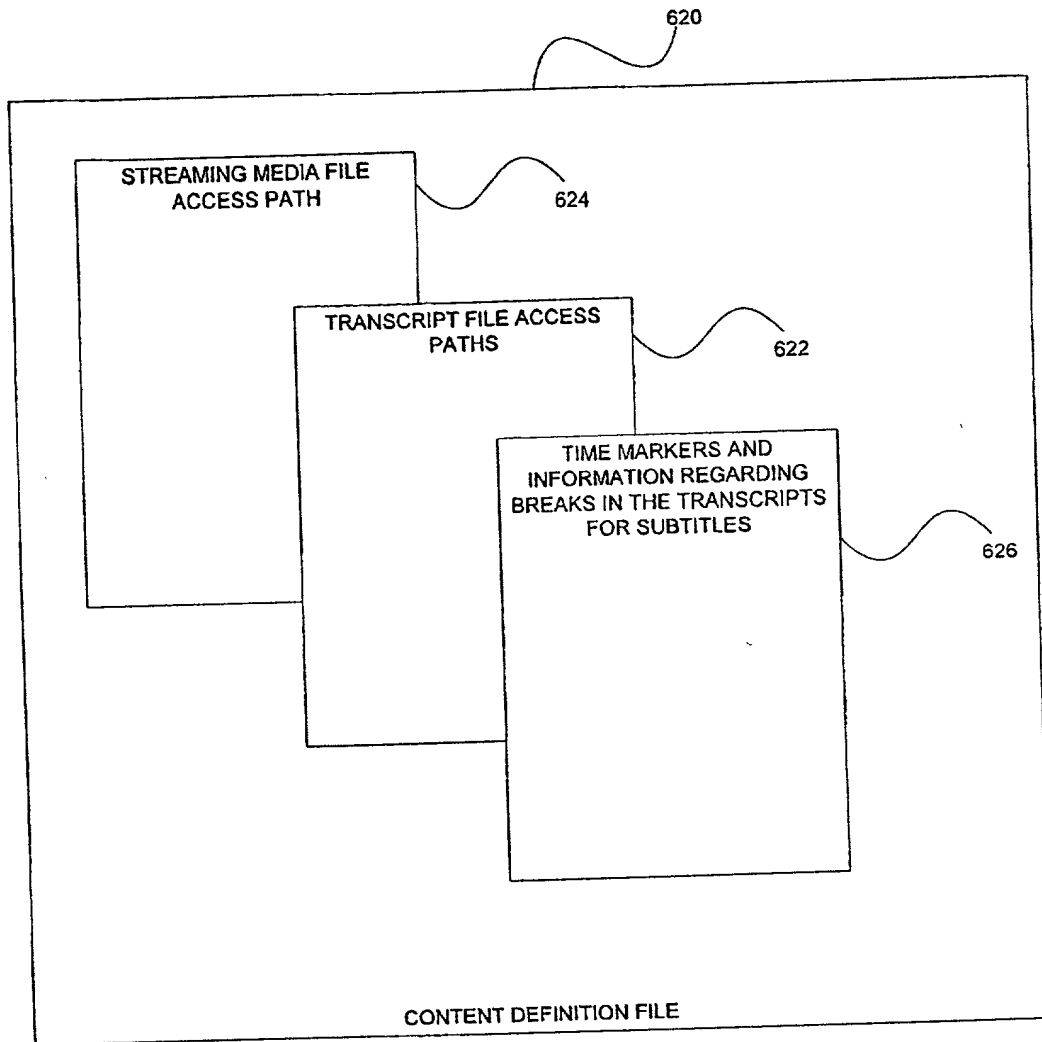 620
STREAMING MEDIA FILE
ACCESS PATH
624
TRANSCRIPT FILE ACCESS
PATHS
622
TIME MARKERS AND
INFORMATION REGARDING
BREAKS IN THE TRANSCRIPTS
FOR SUBTITLES
626
CONTENT DEFINITION FILE